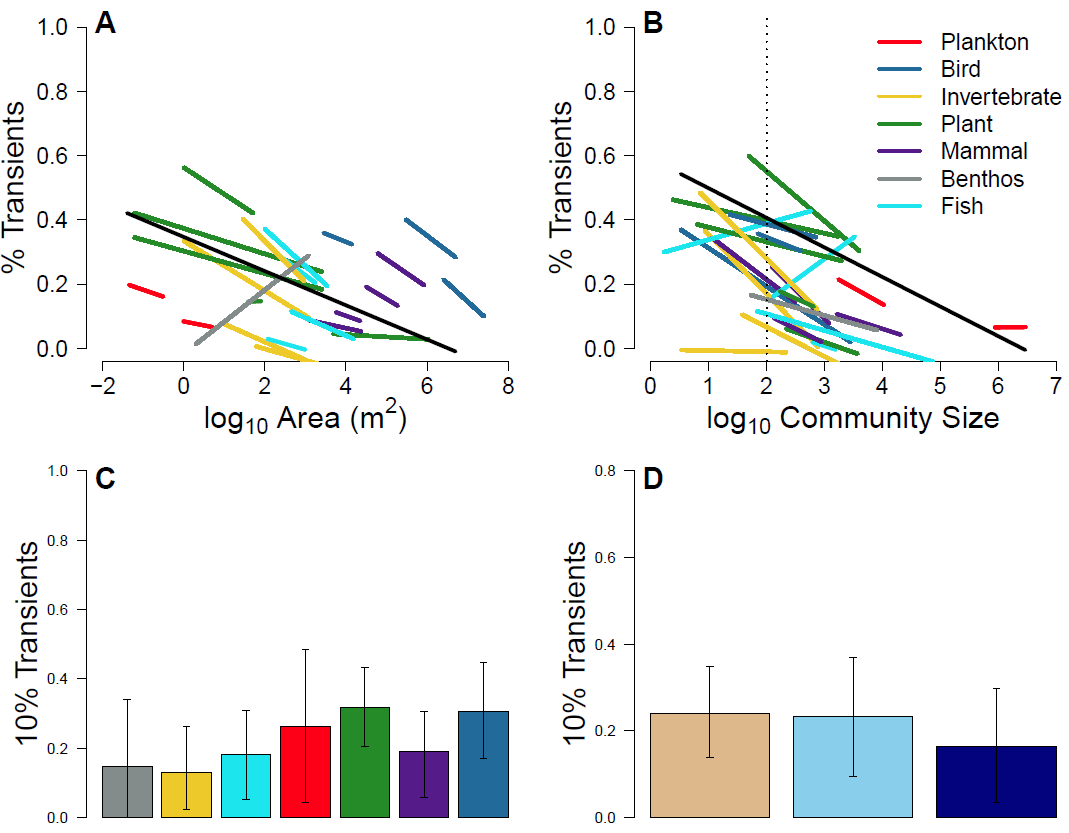 A
1.0
0.8
0.6
0.4
0.2
0.0
% Transients
−2 0 2 4 6 8
log10 Area (m2)
B
1.0
0.8
0.6
0.4
0.2
0.0
% Transients
0 1 2 3 4 5 6 7
log10 Community Size
Plankton
Bird
Invertebrate
Plant
Mammal
Benthos
Fish
C
1.0
0.8
0.6
0.4
0.2
0.0
10% Transients
D
0.8
0.6
0.4
0.2
0.0
10% Transients